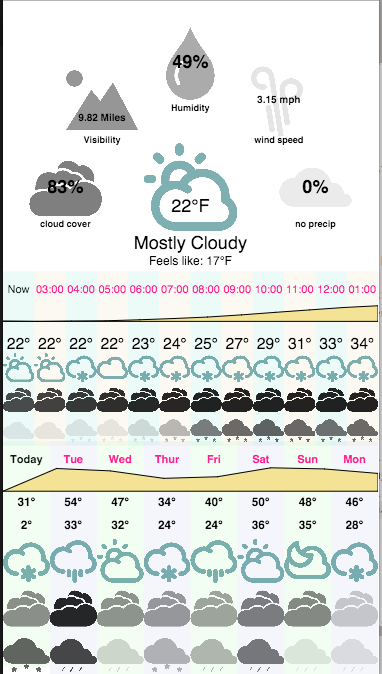 49%
Humidity
9.82 Miles
Visibility
3.15 mph
wind speed
83%
cloud cover
22°F
0%
no precip
Mostly Cloudy
Feels like: 17°F
Now 03:00 04:00 05:00 06:00 07:00 08:00 09:00 10:00 11:00 12:00 01:00
22° 22° 22° 22° 23° 24° 25° 27° 29° 31° 33° 34°
Today Tue Wed Thur Fri Sat Sun Mon
31° 54° 47° 34° 40° 50° 48° 46°
2° 33° 32° 24° 24° 36° 35° 28°